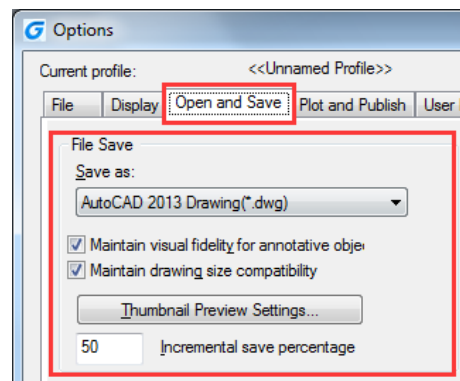 Options
Current profile: <<Unnamed Profile>>
File Display Open and Save Plot and Publish User
File Save
Save as:
AutoCAD 2013 Drawing(*.dwg)
Maintain visual fidelity for annotative obje
Maintain drawing size compatibility
Thumbnail Preview Settings...
50 Incremental save percentage